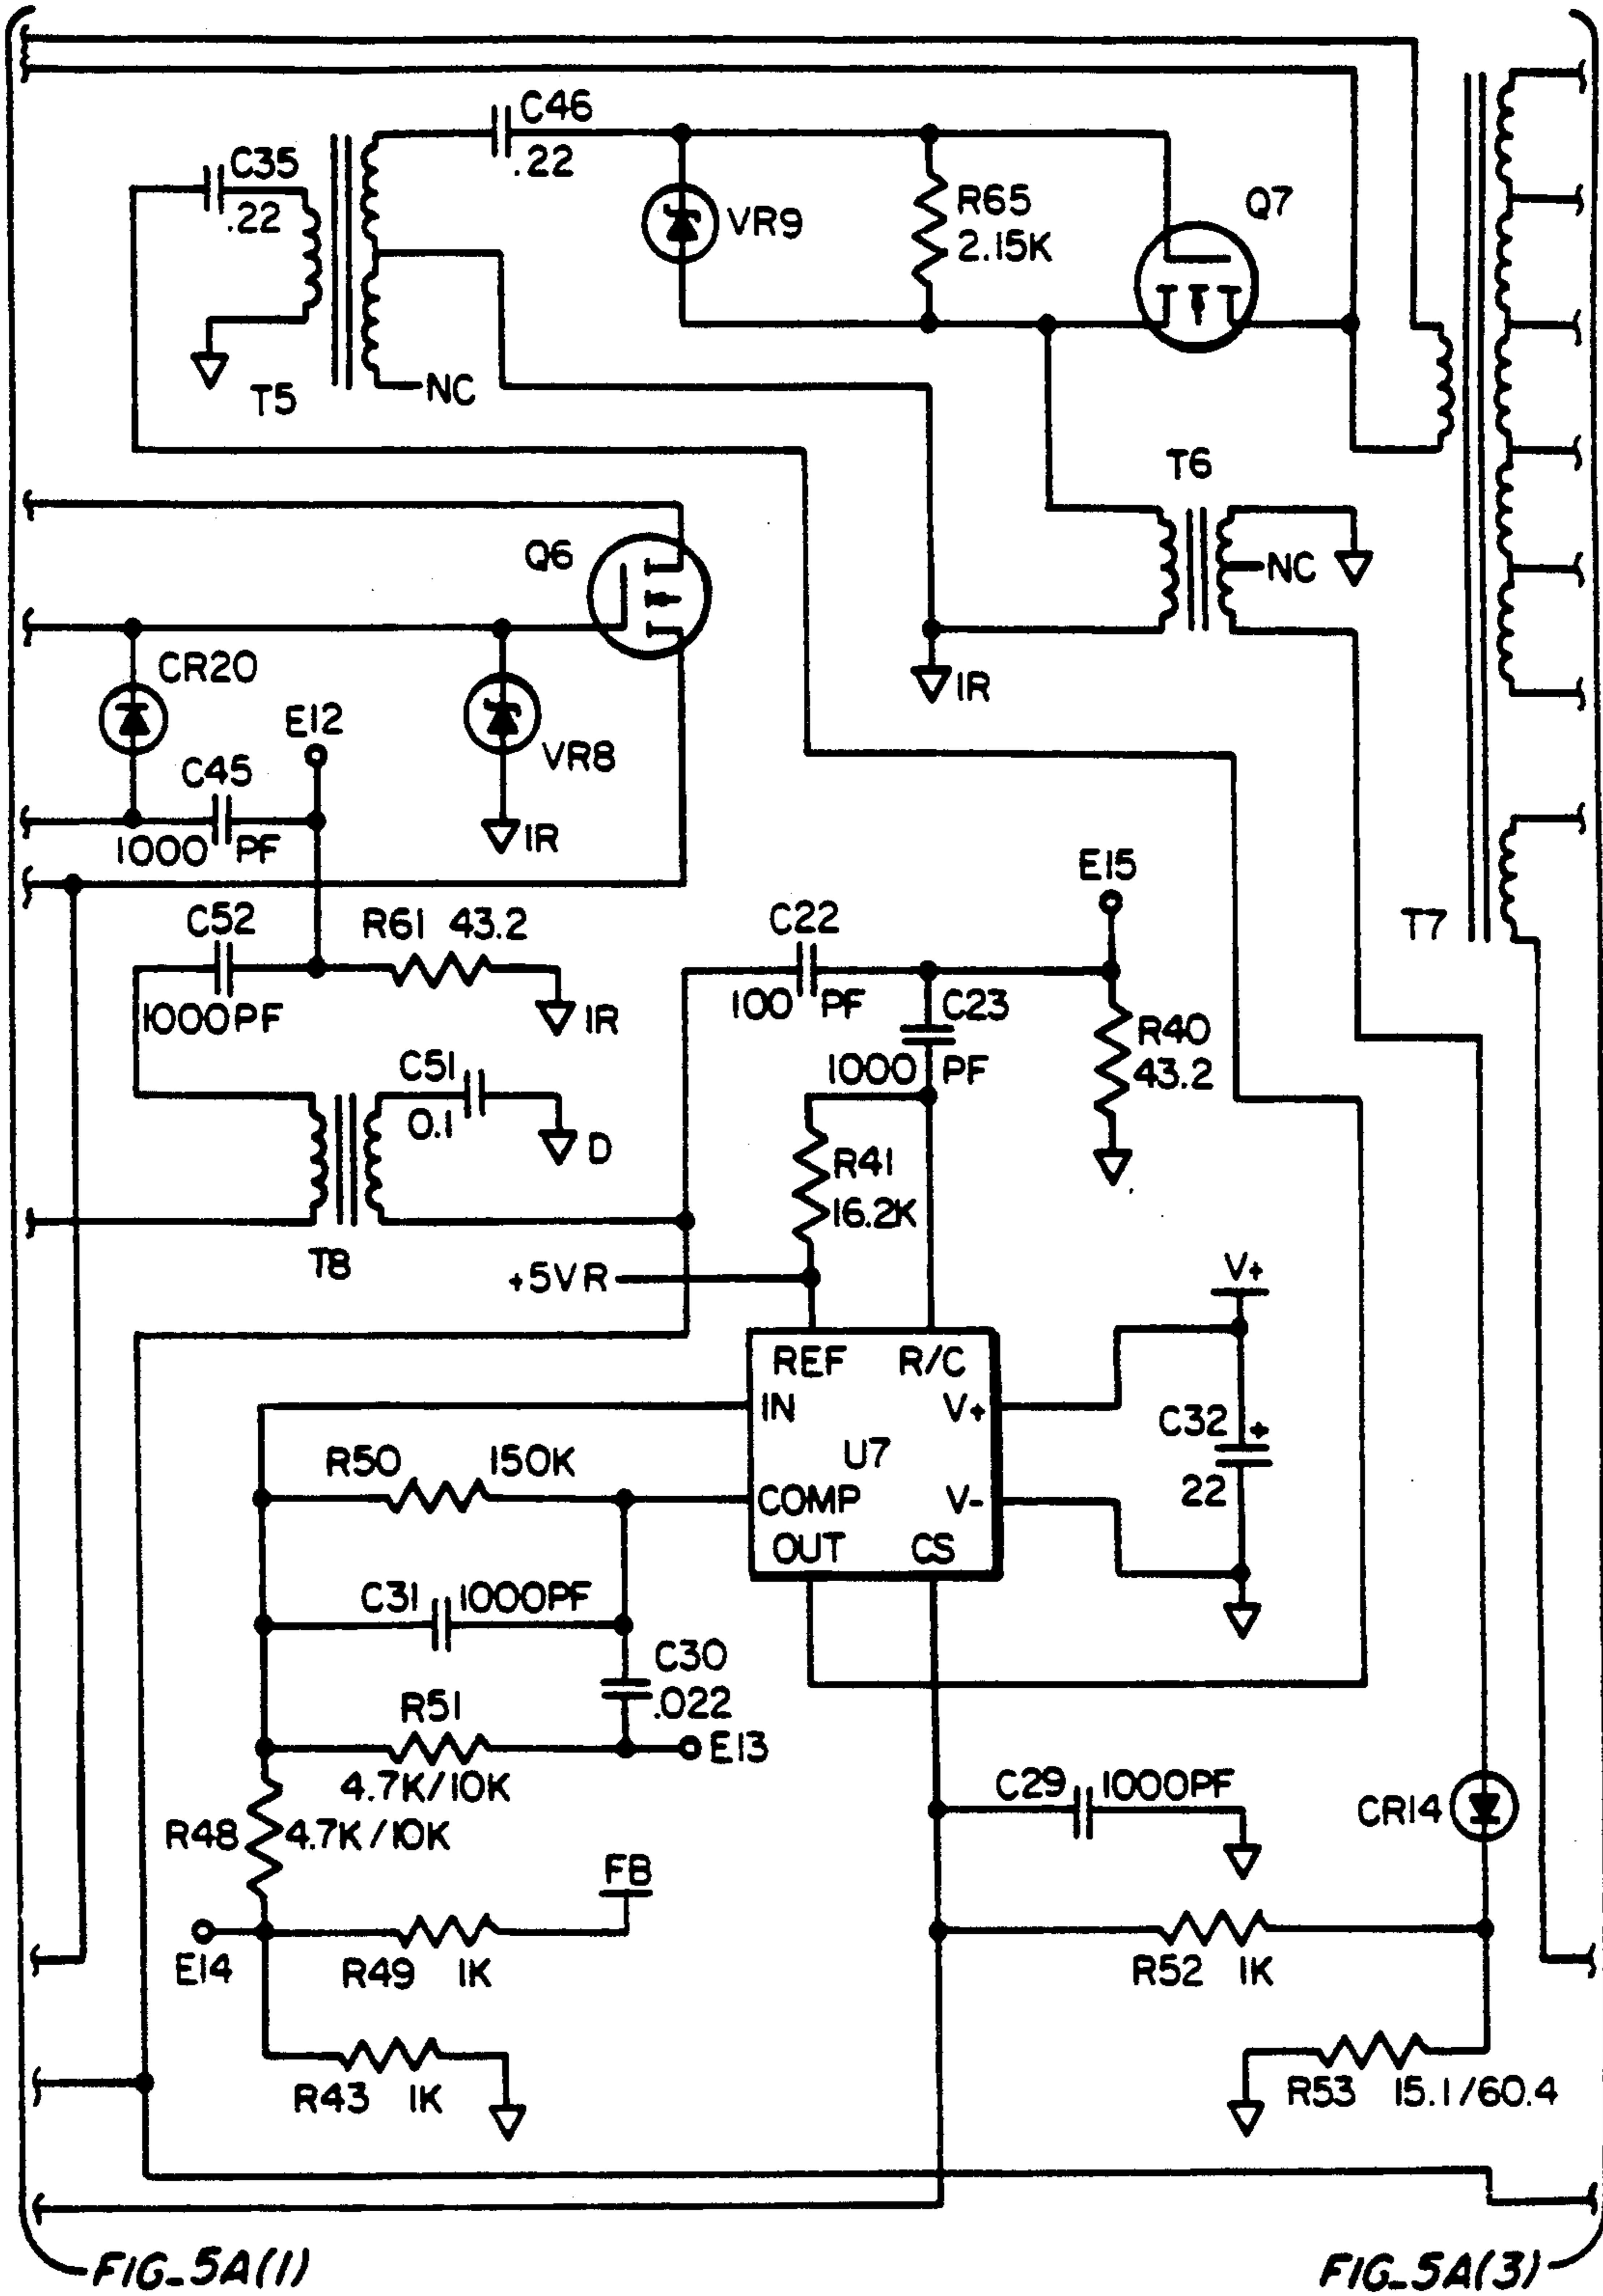 C46
.22
C35
.22
VR9
R65
2.15K
Q7
T5
NC
T6
NC
Q6
CR20
E12
VR8
1R
C45
1000 PF
1R
E15
T7
C52
1000PF
R61 43.2
1R
C22
100 PF
C23
1000 PF
R40
43.2
C51
0.1
D
R41
16.2K
T8
+5VR
V+
REF R/C
IN V+
U7
COMP V-
OUT CS
C32 +
22
R50 150K
C31 1000PF
C30
.022
R51
4.7K/10K
E13
R48 4.7K/10K
C29 1000PF
CR14
FB
E14
R49 1K
R52 1K
R43 1K
R53 15.1/60.4
FIG_5A(1)
FIG_5A(3)